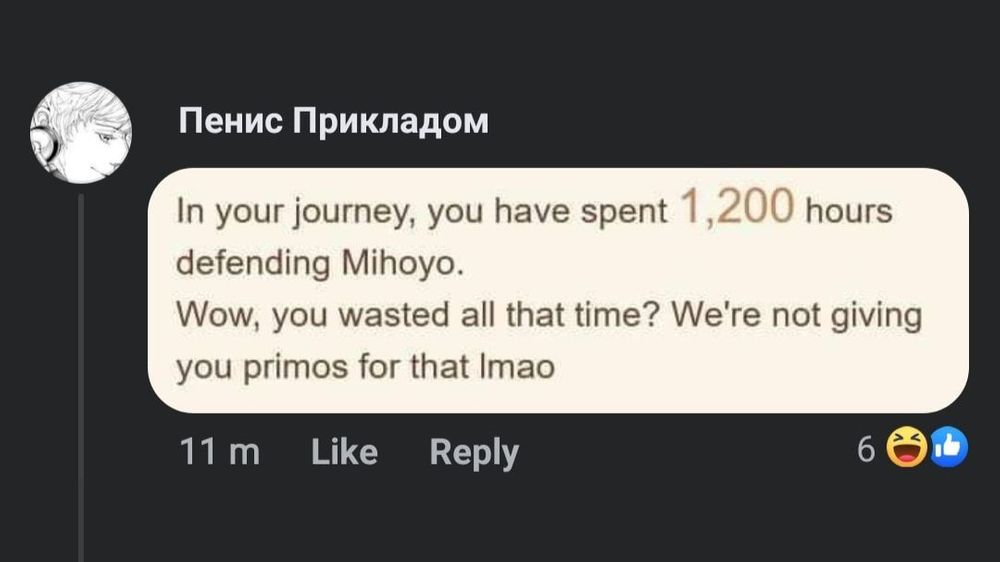 Пенис Прикладом
In your journey, you have spent 1,200 hours
defending Mihoyo.
Wow, you wasted all that time? We're not giving
you primos for that lmao
11 m Like Reply 6